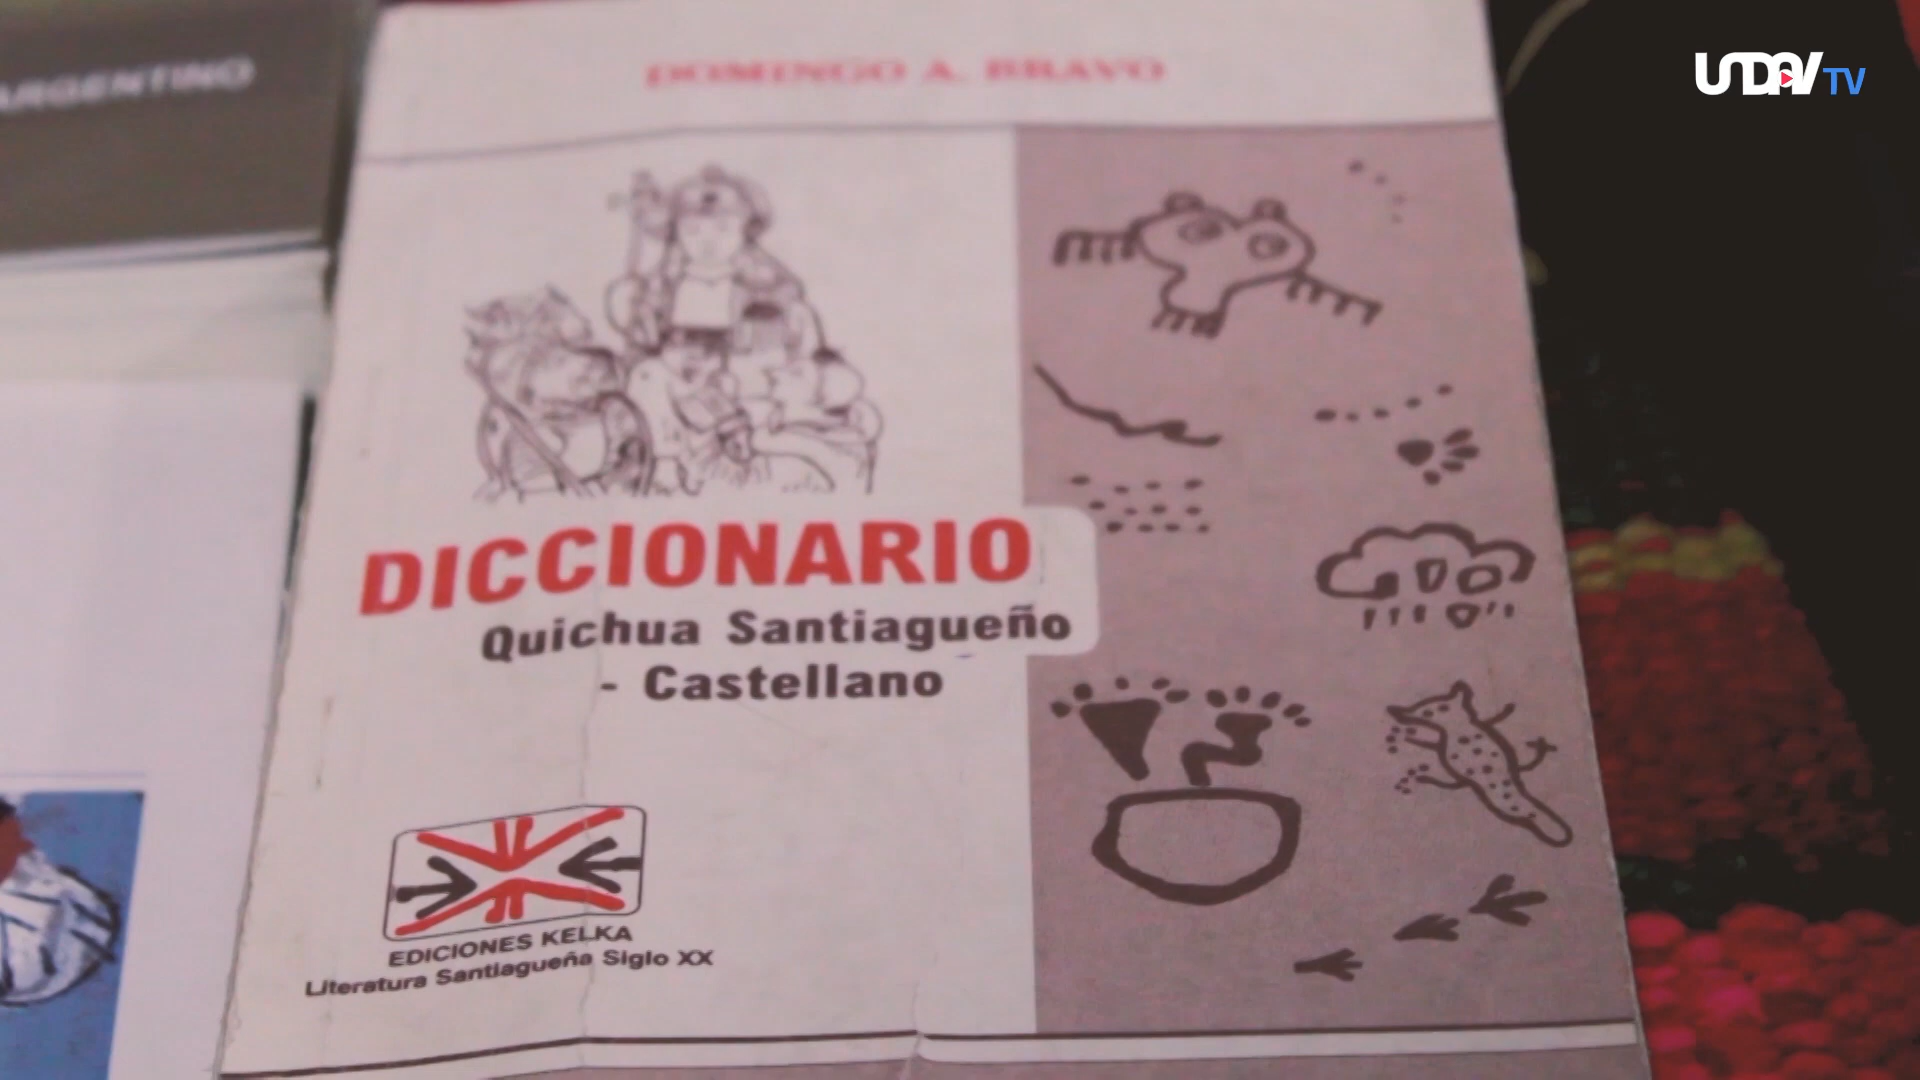 ARGENTINO
DOMINGO A. BRAVO
UNDAV TV
DICCIONARIO
Quichua Santiagueño
- Castellano
EDICIONES KELKA
Literatura Santiagueña Siglo XX